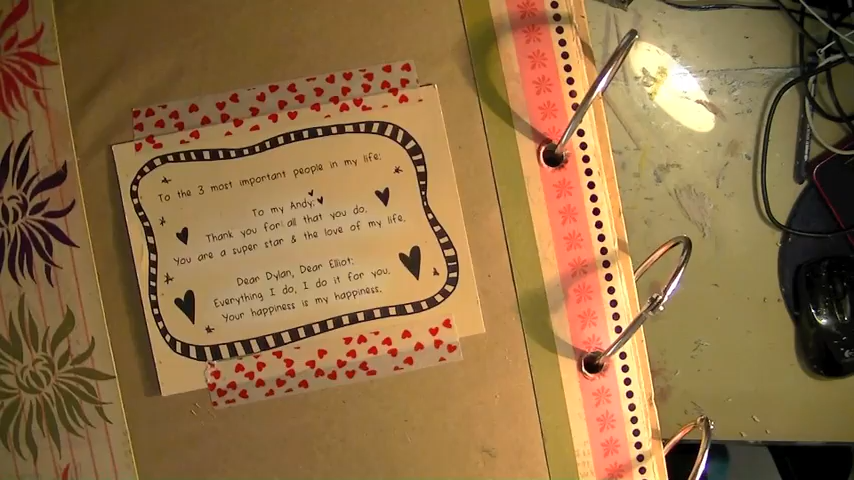 To the 3 most important people in my life:
To my Andy:
Thank you for all that you do.
You are a super star & the love of my life.
Dear Dylan, Dear Elliot:
Everything I do, I do it for you.
Your happiness is my happiness.